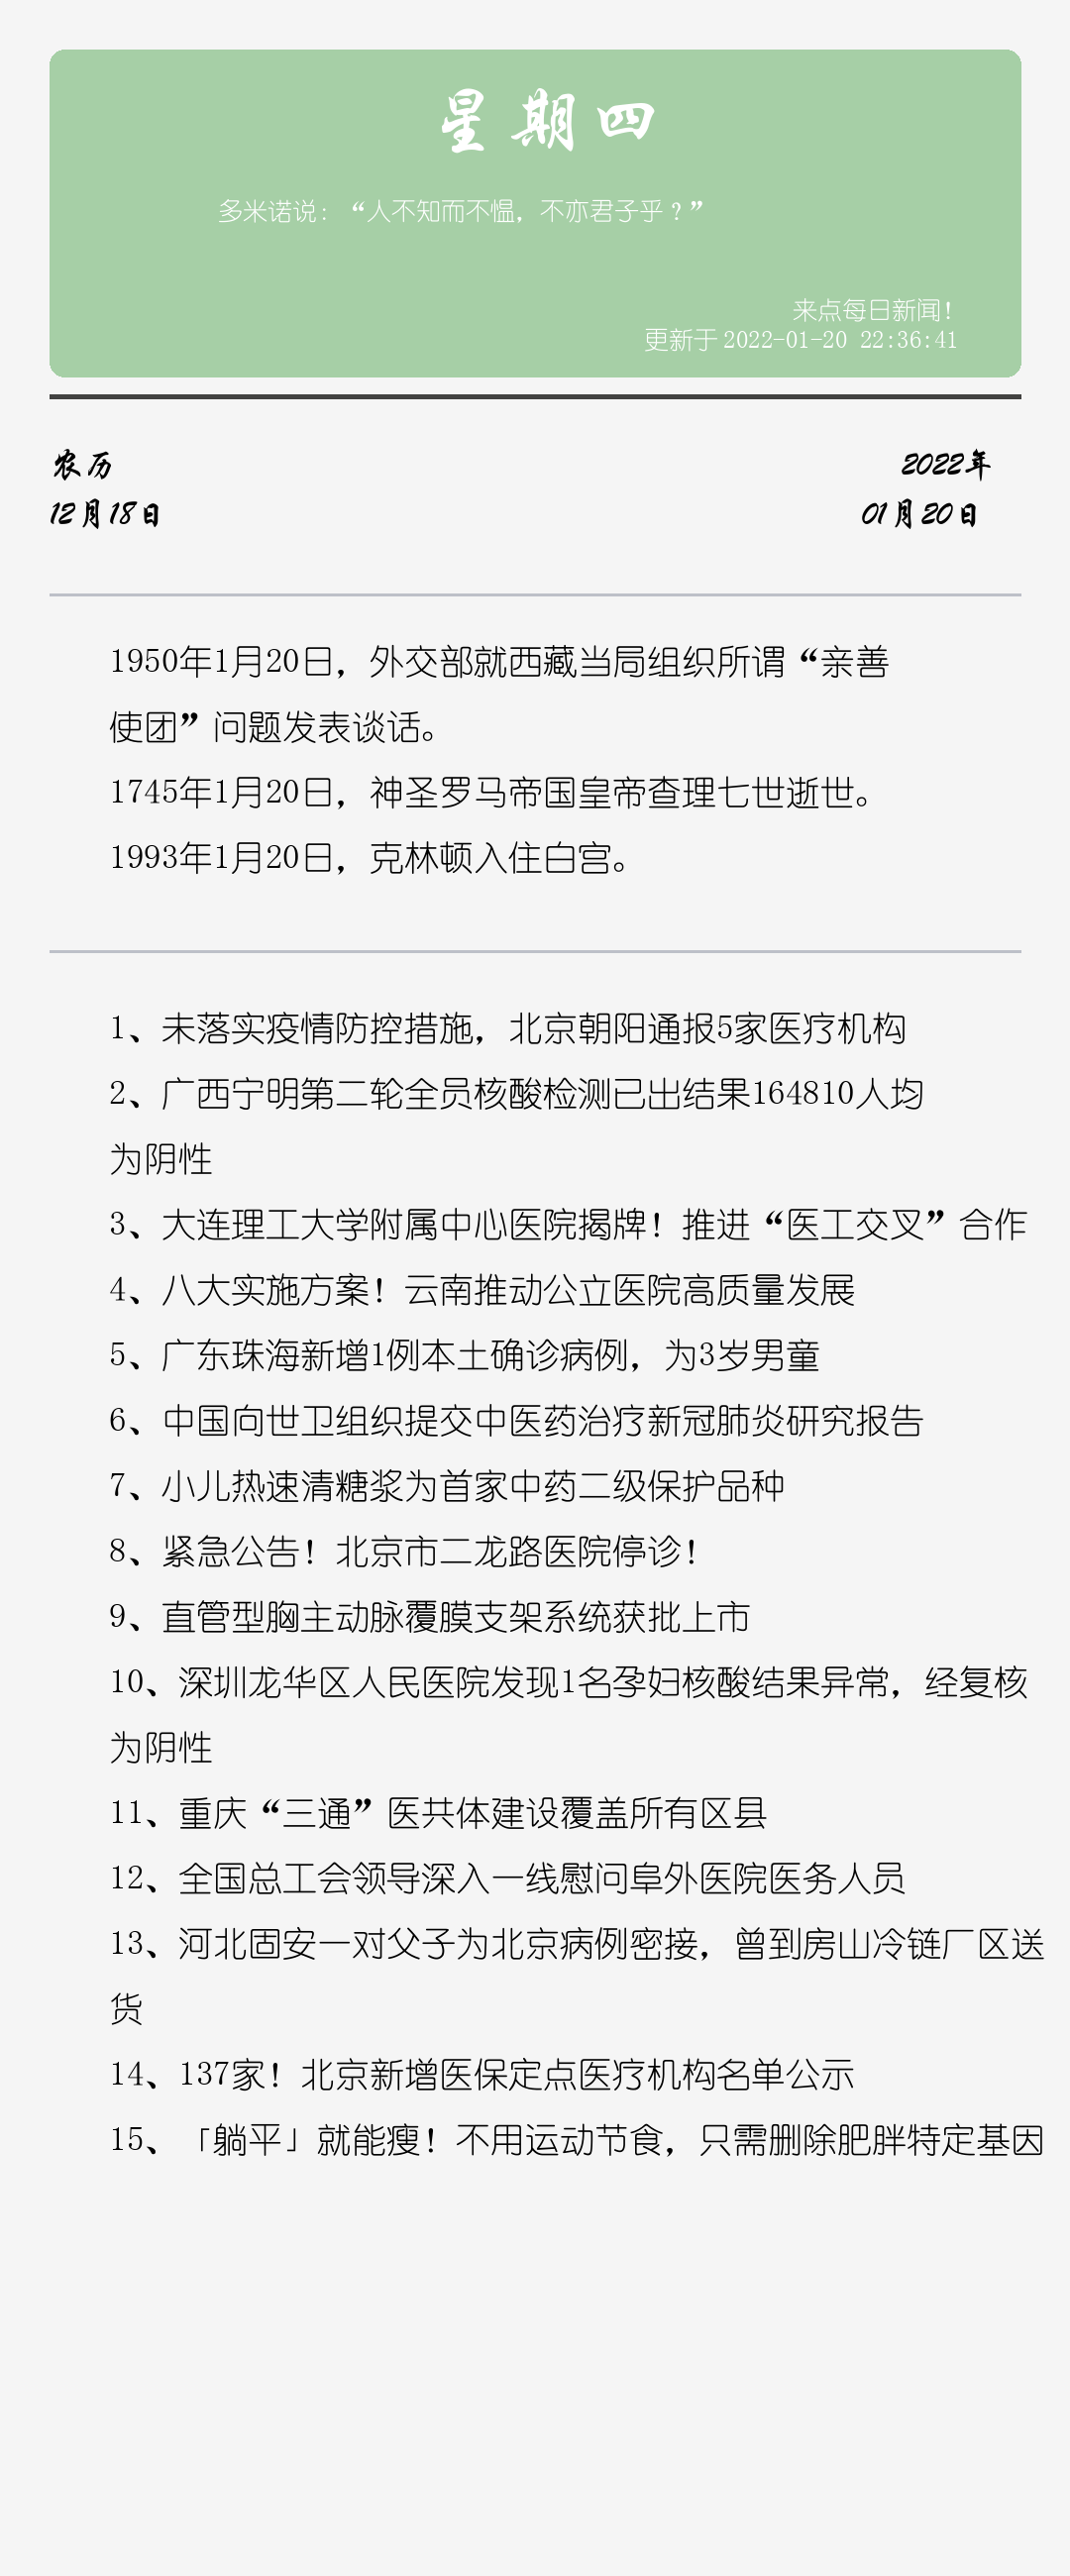 星期四
多米诺说：“人不知而不愠，不亦君子乎？”
来点每日新闻！
更新于 2022-01-20 22:36:41
农历
2022年
12月18日
01月20日
1950年1月20日，外交部就西藏当局组织所谓“亲善
使团”问题发表谈话。
1745年1月20日，神圣罗马帝国皇帝查理七世逝世。
1993年1月20日，克林顿入住白宫。
1、未落实疫情防控措施，北京朝阳通报5家医疗机构
2、广西宁明第二轮全员核酸检测已出结果164810人均
为阴性
3、大连理工大学附属中心医院揭牌！推进“医工交叉”合作
4、八大实施方案！云南推动公立医院高质量发展
5、广东珠海新增1例本土确诊病例，为3岁男童
6、中国向世卫组织提交中医药治疗新冠肺炎研究报告
7、小儿热速清糖浆为首家中药二级保护品种
8、紧急公告！北京市二龙路医院停诊！
9、直管型胸主动脉覆膜支架系统获批上市
10、深圳龙华区人民医院发现1名孕妇核酸结果异常，经复核
为阴性
11、重庆“三通”医共体建设覆盖所有区县
12、全国总工会领导深入一线慰问阜外医院医务人员
13、河北固安一对父子为北京病例密接，曾到房山冷链厂区送
货
14、137家！北京新增医保定点医疗机构名单公示
15、「躺平」就能瘦！不用运动节食，只需删除肥胖特定基因